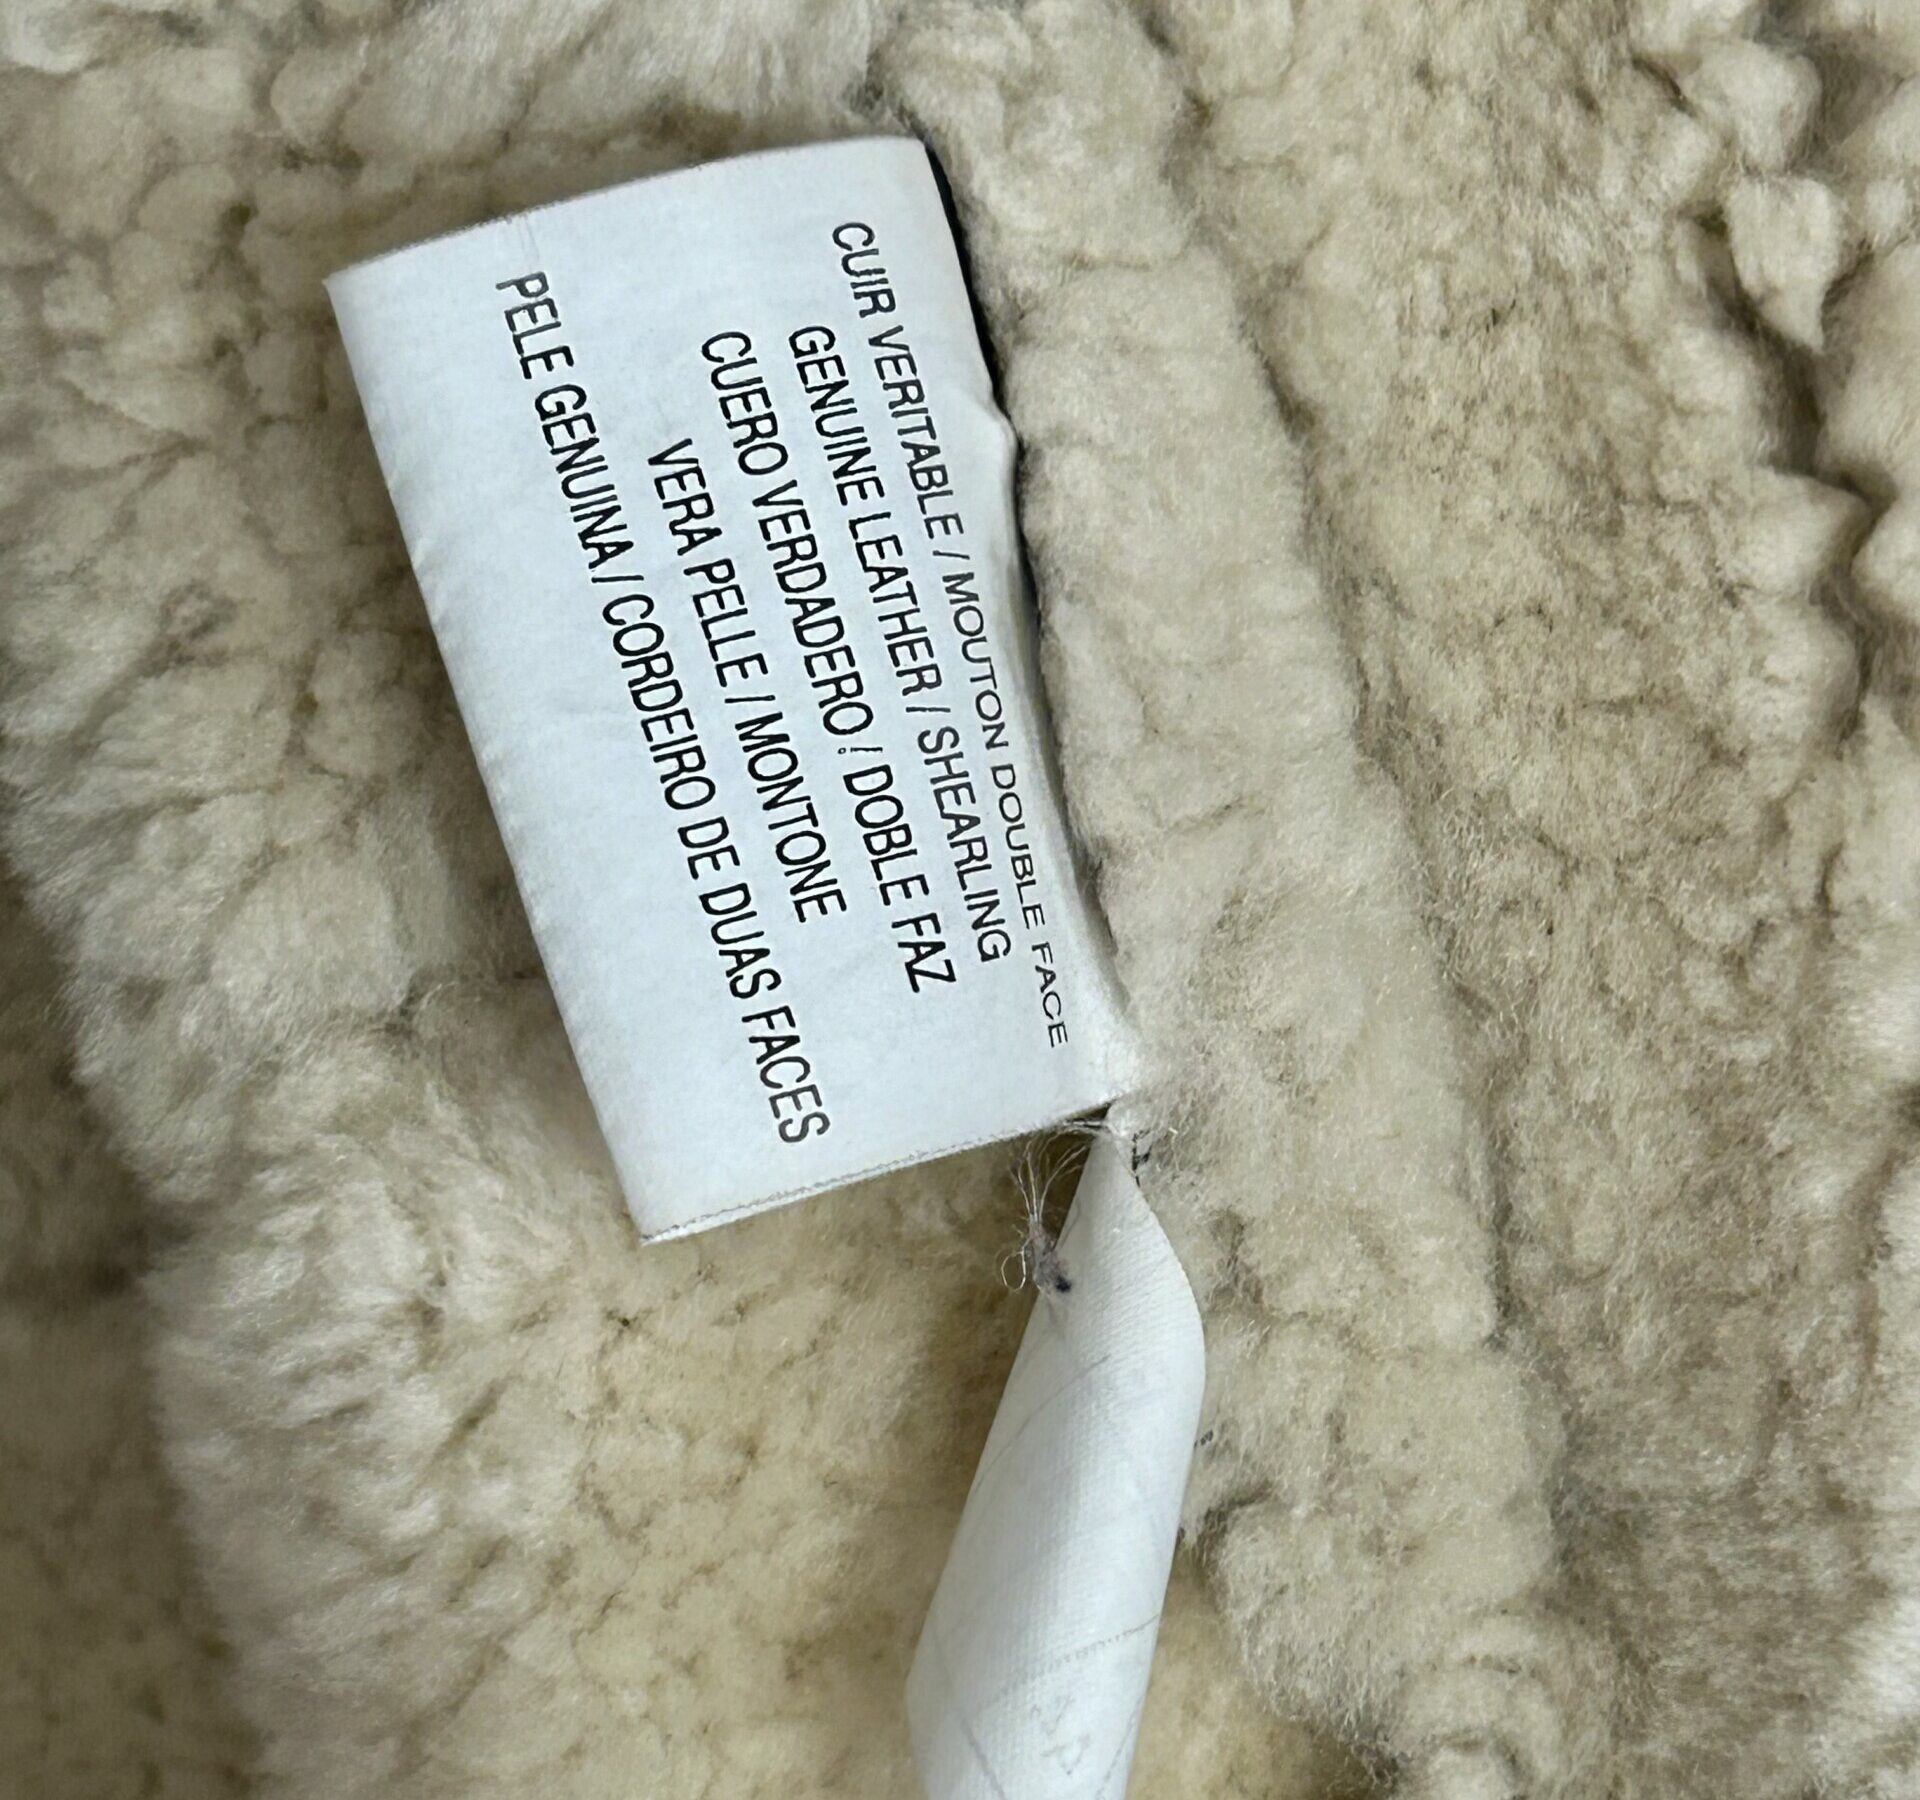 CUIR VERITABLE / MOUTON DOUBLE FACE
GENUINE LEATHER / SHEARLING
CUERO VERDADERO / DOBLE FAZ
VERA PELLE / MONTONE
PELE GENUINA / CORDEIRO DE DUAS FACES